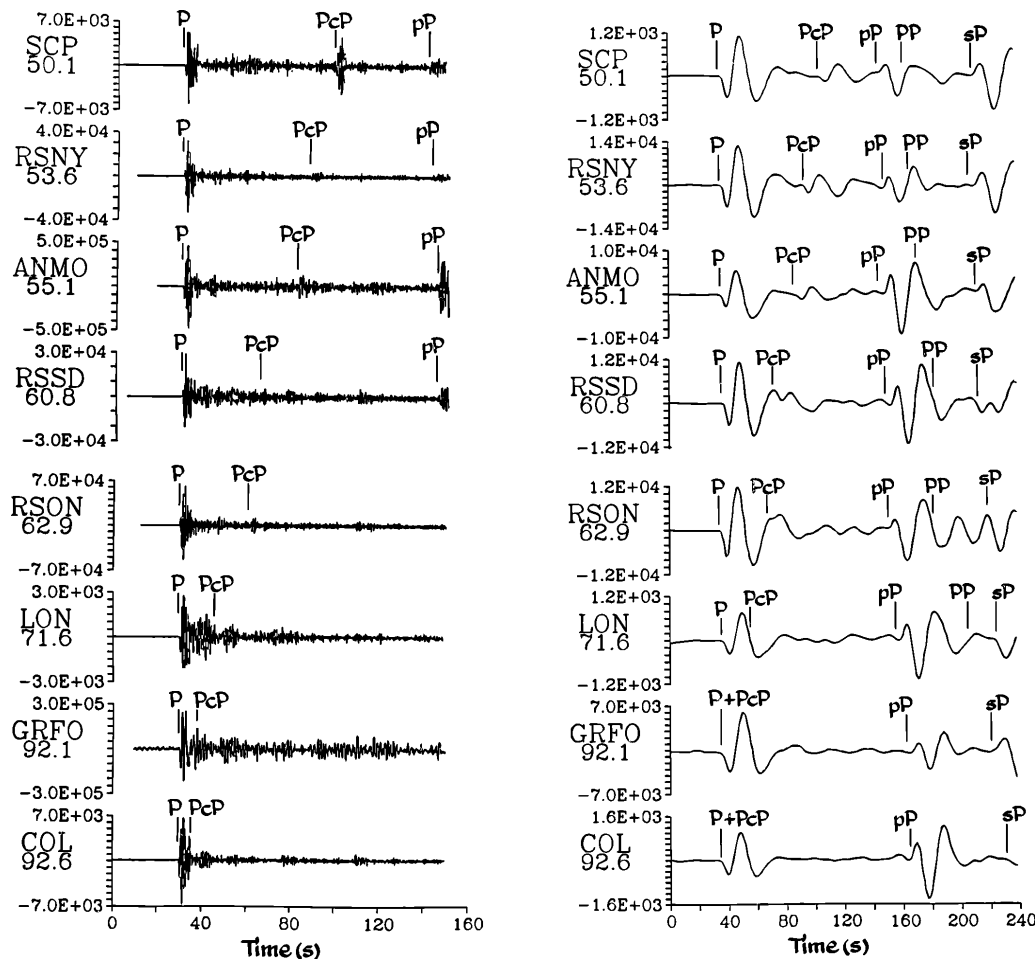 P PcP pP
7.0E+03
SCP
50.1
-7.0E+03
P PcP pP
4.0E+04
RSNY
53.6
-4.0E+04
P PcP pP
5.0E+05
ANMO
55.1
-5.0E+05
P PcP pP
3.0E+04
RSSD
60.8
-3.0E+04
P PcP
7.0E+04
RSON
62.9
-7.0E+04
P PcP
3.0E+03
LON
71.6
-3.0E+03
P PcP
3.0E+05
GRFO
92.1
-3.0E+05
P PcP
7.0E+03
COL
92.6
-7.0E+03
0 40 80 120 160
Time (s)
P PcP pP PP sP
1.2E+03
SCP
50.1
-1.2E+03
P PcP pP PP sP
1.4E+04
RSNY
53.6
-1.4E+04
P PcP pP PP sP
1.0E+04
ANMO
55.1
-1.0E+04
P PcP pP PP sP
1.2E+04
RSSD
60.8
-1.2E+04
P PcP pP PP sP
1.2E+04
RSON
62.9
-1.2E+04
P PcP pP PP sP
1.2E+03
LON
71.6
-1.2E+03
P+PcP pP sP
7.0E+03
GRFO
92.1
-7.0E+03
P+PcP pP sP
1.6E+03
COL
92.6
-1.6E+03
0 40 80 120 160 200 240
Time (s)